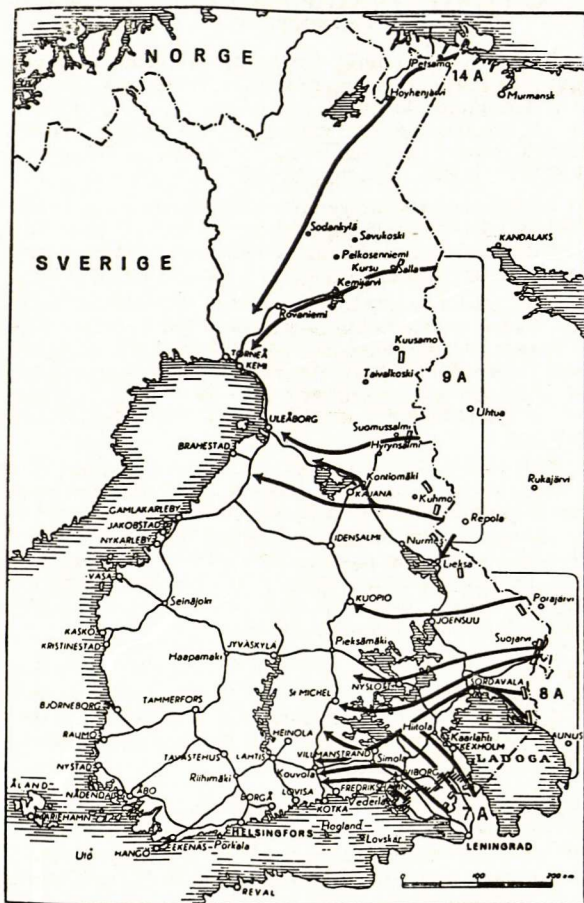 NORGE
Petsamo
14 A
Hoyhenjärvi
Murmansk
Sodankylä
Savukoski
KANDALAKS
SVERIGE
Pelkosenniemi
Kursu
Salla
Kemijärvi
Rovaniemi
TORNEÅ
KEMI
Kuusamo
9 A
Taivalkoski
Uhtua
ULEÅBORG
Suomussalmi
BRAHESTAD
Hyrynsalmi
Kontiomäki
Rukajärvi
KAJANA
Kuhmo
GAMLAKARLEBY
JAKOBSTAD
Repola
NYKARLEBY
IDENSALMI
Nurmes
Lieksa
VASA
Seinäjoki
KUOPIO
Porajärvi
JOENSUU
KASKÖ
Suojärvi
KRISTINESTAD
JYVÄSKYLÄ
Pieksämäki
Haapamäki
NYSLOS
SORDAVALA
8 A
BJÖRNEBORG
TAMMERFORS
St MICHEL
Hiitola
AUNUS
RAUMO
HEINOLA
Kaarlahti
KEXHOLM
TAVASTEHUS
LAHTIS
VILLMANSTRAND
Simola
LADOGA
NYSTAD
Riihimäki
Kouvola
VIBORG
ÅLAND
NÅDENDAL
ÅBO
BORGÅ
LOVISA
FREDRIKSHAMN
KOTKA
7 A
MARIEHAMN
HELSINGFORS
Hogland
LENINGRAD
Utö
HANGÖ
EKENÄS
Porkala
Lovskar
REVAL
0
100
200 km